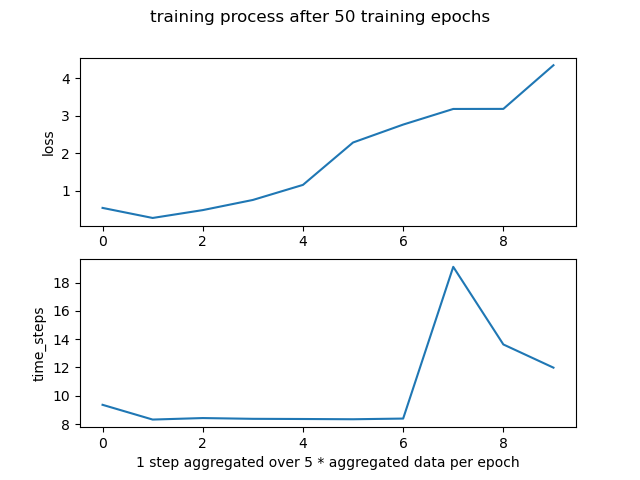 training process after 50 training epochs
4
3
2
1
loss
0 2 4 6 8
18
16
14
12
10
8
time_steps
0 2 4 6 8
1 step aggregated over 5 * aggregated data per epoch